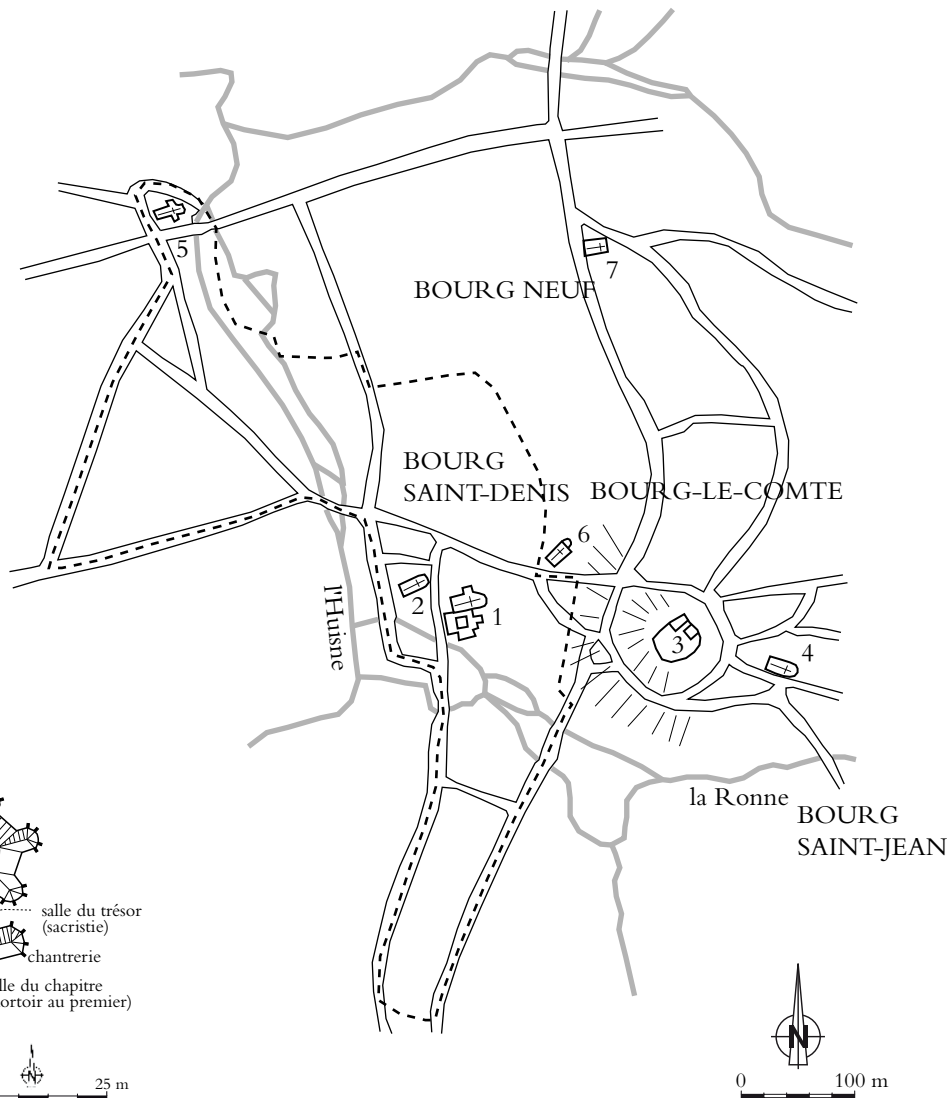 5
7
BOURG NEUF
BOURG
SAINT-DENIS
BOURG-LE-COMTE
6
2
1
3
4
l'Huisne
la Ronne
BOURG
SAINT-JEAN
salle du trésor
(sacristie)
chantrerie
lle du chapitre
ortoir au premier)
N
25 m
N
0
100 m